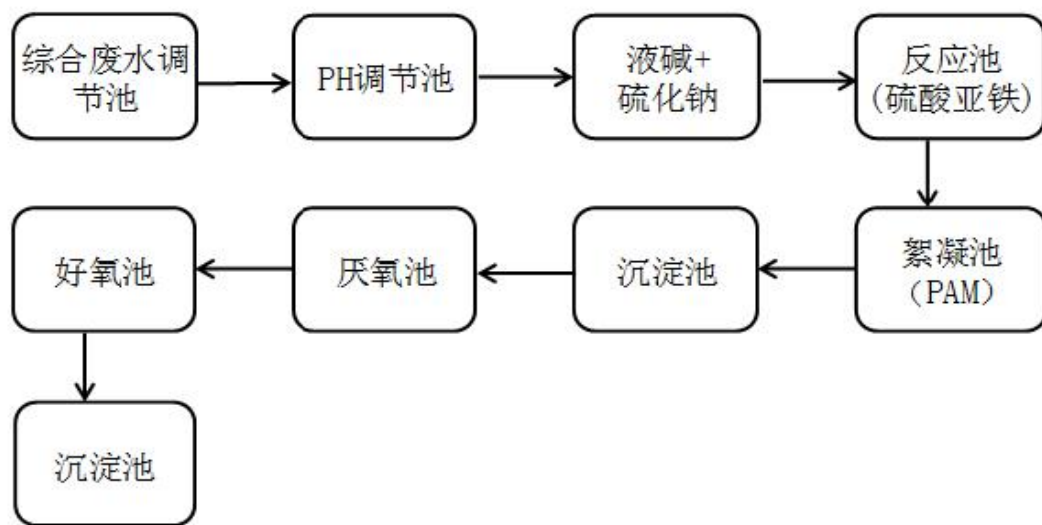 综合废水调
节池
PH调节池
液碱+
硫化钠
反应池
(硫酸亚铁)
絮凝池
（PAM）
沉淀池
厌氧池
好氧池
沉淀池